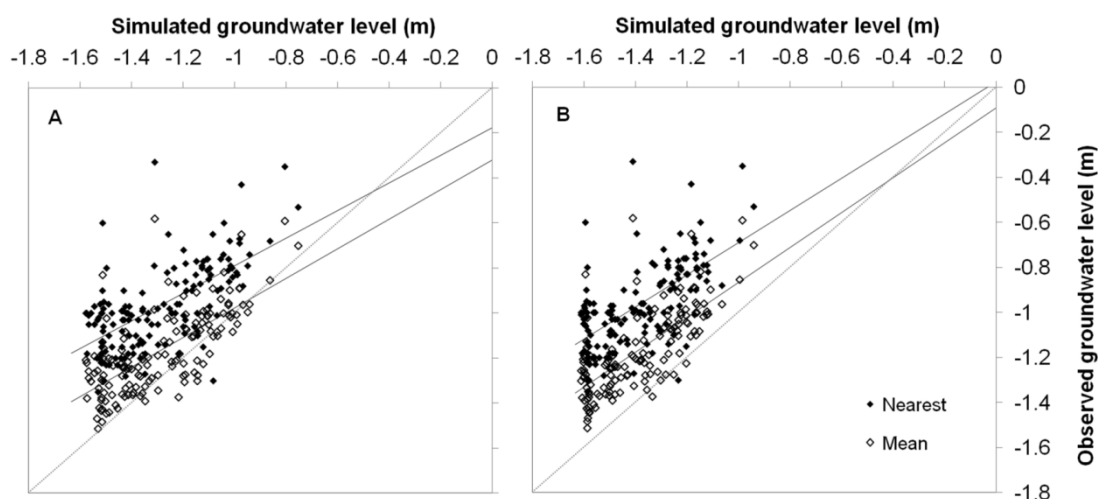 Simulated groundwater level (m)
-1.8 -1.6 -1.4 -1.2 -1 -0.8 -0.6 -0.4 -0.2 0
A
Simulated groundwater level (m)
-1.8 -1.6 -1.4 -1.2 -1 -0.8 -0.6 -0.4 -0.2 0
B
Nearest
Mean
0
-0.2
-0.4
-0.6
-0.8
-1
-1.2
-1.4
-1.6
-1.8
Observed groundwater level (m)